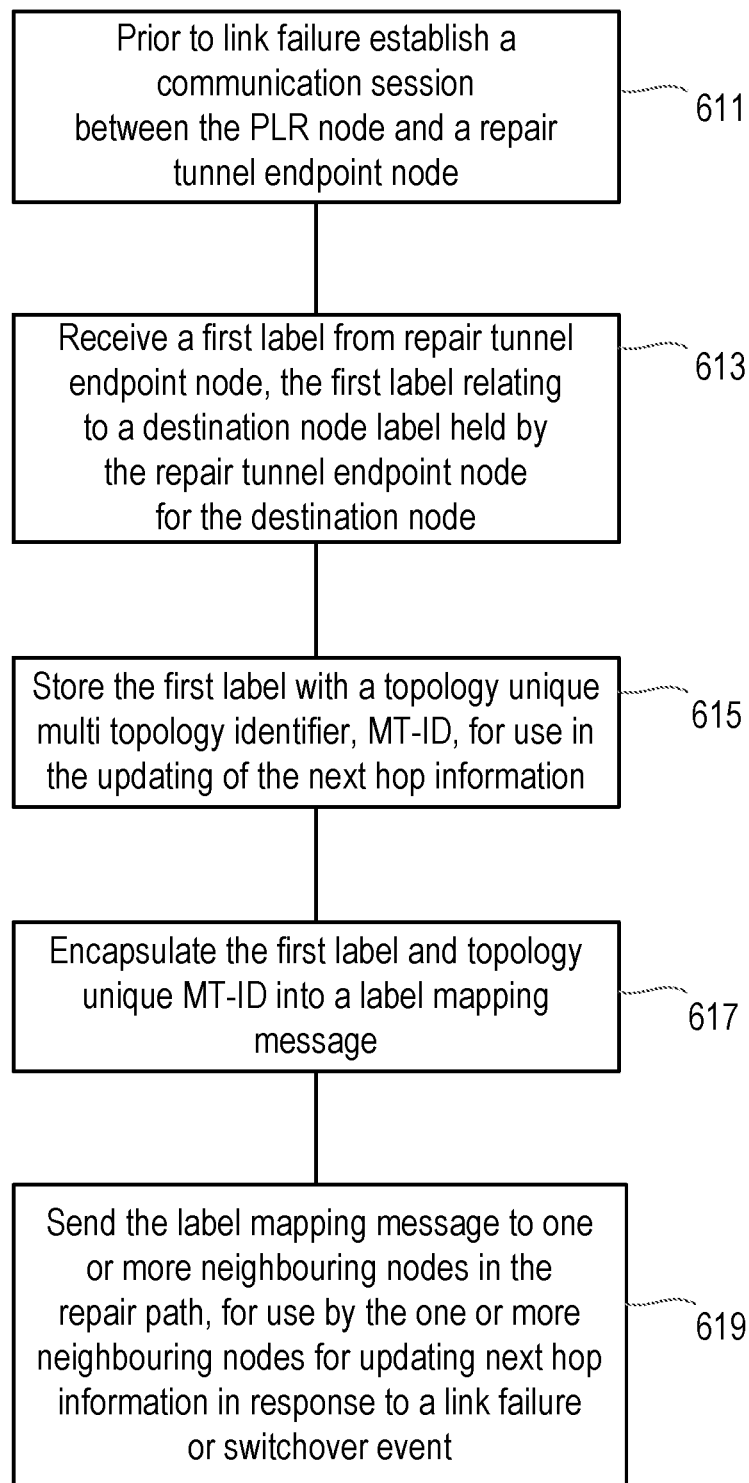 Prior to link failure establish a
communication session
between the PLR node and a repair
tunnel endpoint node
611
Receive a first label from repair tunnel
endpoint node, the first label relating
to a destination node label held by
the repair tunnel endpoint node
for the destination node
613
Store the first label with a topology unique
multi topology identifier, MT-ID, for use in
the updating of the next hop information
615
Encapsulate the first label and topology
unique MT-ID into a label mapping
message
617
Send the label mapping message to one
or more neighbouring nodes in the
repair path, for use by the one or more
neighbouring nodes for updating next hop
information in response to a link failure
or switchover event
619